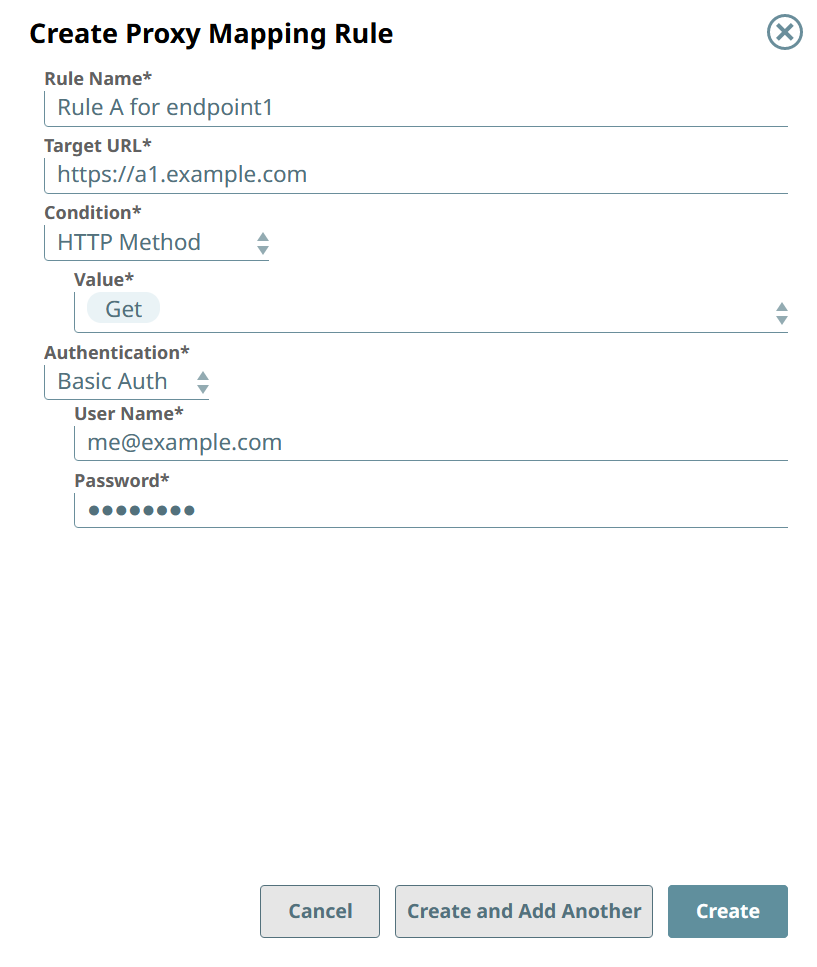 Create Proxy Mapping Rule
Rule Name*
Rule A for endpoint1
Target URL*
https://a1.example.com
Condition*
HTTP Method
Value*
Get
Authentication*
Basic Auth
User Name*
me@example.com
Password*
●●●●●●●●
Cancel
Create and Add Another
Create